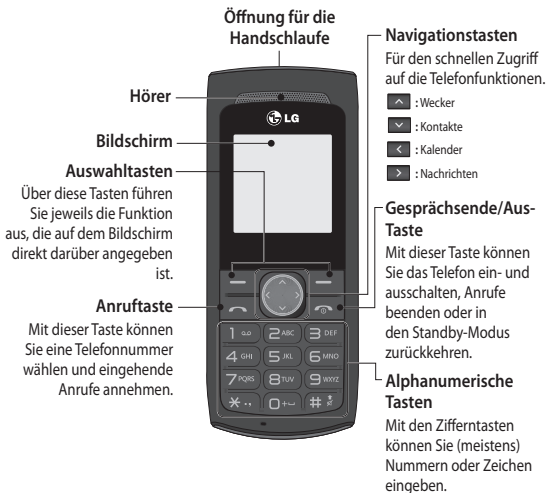 Öffnung für die
Handschlaufe
Hörer
Bildschirm
Auswahltasten
Über diese Tasten führen
Sie jeweils die Funktion
aus, die auf dem Bildschirm
direkt darüber angegeben
ist.
Anruftaste
Mit dieser Taste können
Sie eine Telefonnummer
wählen und eingehende
Anrufe annehmen.
LG
1
2 ABC
3 DEF
4 GHI
5 JKL
6 MNO
7 PQRS
8 TUV
9 WXYZ
0 +
#
Navigationstasten
Für den schnellen Zugriff
auf die Telefonfunktionen.
: Wecker
: Kontakte
: Kalender
: Nachrichten
Gesprächsende/Aus-
Taste
Mit dieser Taste können
Sie das Telefon ein- und
ausschalten, Anrufe
beenden oder in
den Standby-Modus
zurückkehren.
Alphanumerische
Tasten
Mit den Zifferntasten
können Sie (meistens)
Nummern oder Zeichen
eingeben.